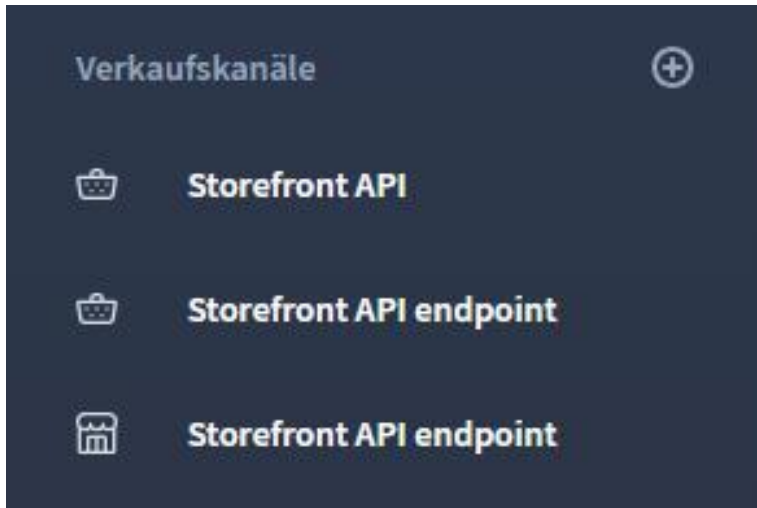 Verkaufskanäle
Storefront API
Storefront API endpoint
Storefront API endpoint